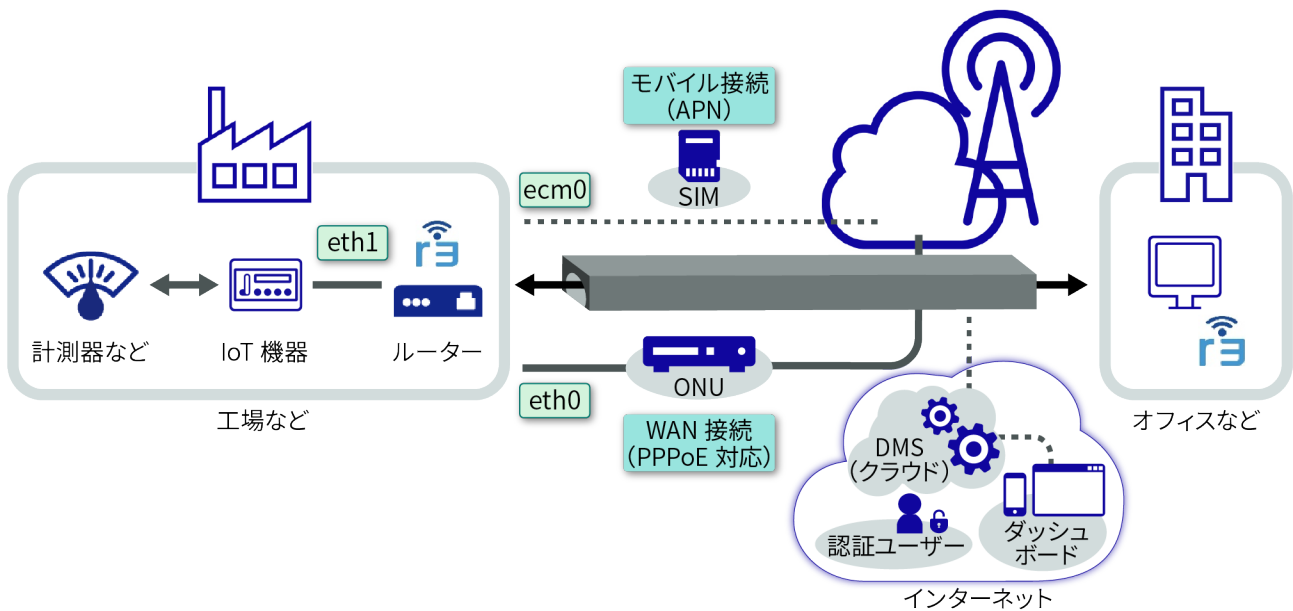 モバイル接続
(APN)
SIM
ecm0
eth1
r3
計測器など
IoT 機器
ルーター
工場など
eth0
ONU
WAN 接続
(PPPoE 対応)
r3
オフィスなど
DMS
(クラウド)
認証ユーザー
ダッシュ
ボード
インターネット